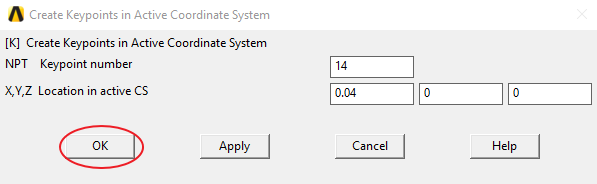 Create Keypoints in Active Coordinate System
[K] Create Keypoints in Active Coordinate System
NPT Keypoint number 14
X,Y,Z Location in active CS 0.04 0 0
OK Apply Cancel Help